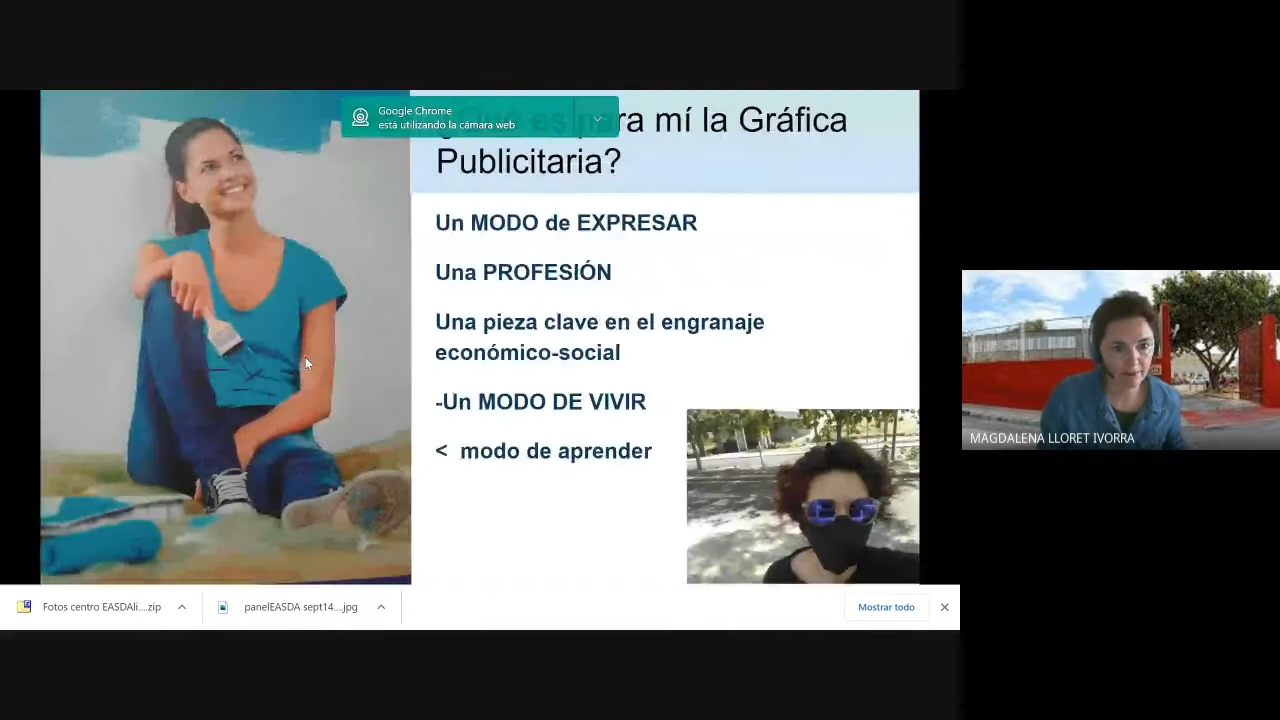 Google Chrome
está utilizando la cámara web
para mí la Gráfica
Publicitaria?
Un MODO de EXPRESAR
Una PROFESIÓN
Una pieza clave en el engranaje
económico-social
-Un MODO DE VIVIR
< modo de aprender
MAGDALENA LLORET IVORRA
Fotos centro EASDAli....zip
panelEASDA sept14....jpg
Mostrar todo